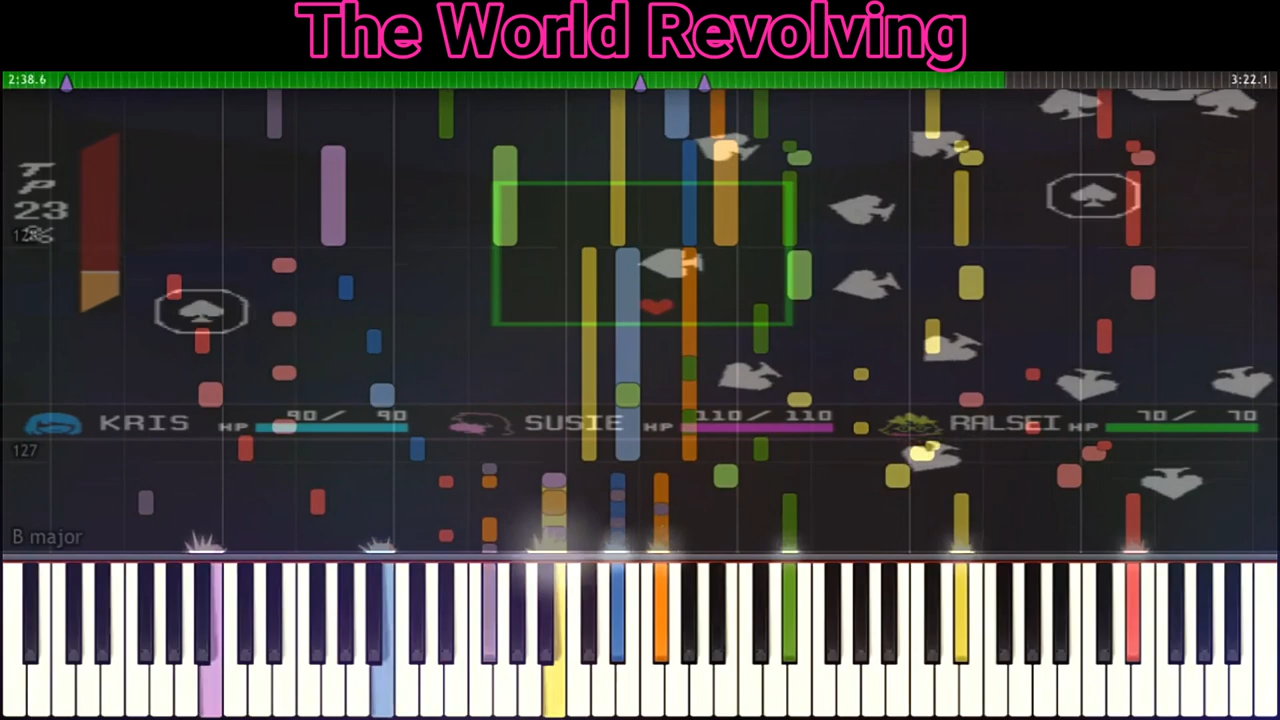 The World Revolving
2:38.6
3:22.1
TP
23
%
KRIS HP 90/ 90
SUSIE HP 110/ 110
RALSEI HP 70/ 70
127
B major